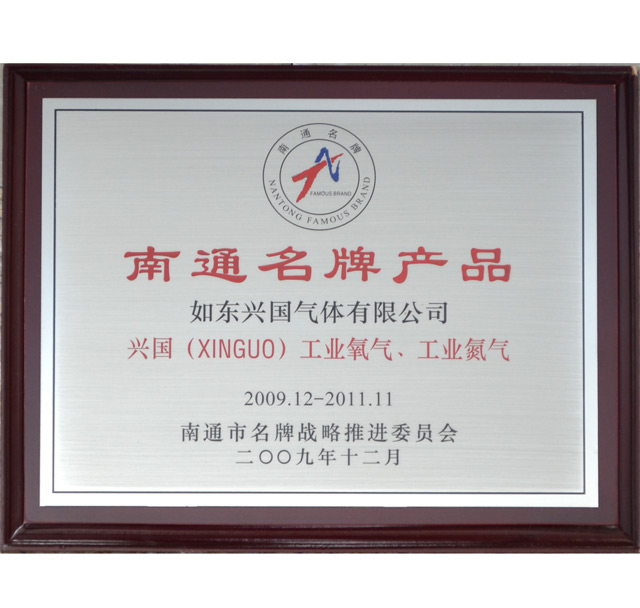 南通名牌
FAMOUS BRAND
NANTONG FAMOUS BRAND
南通名牌产品
如东兴国气体有限公司
兴国（XINGUO）工业氧气、工业氮气
2009.12-2011.11
南通市名牌战略推进委员会
二〇〇九年十二月